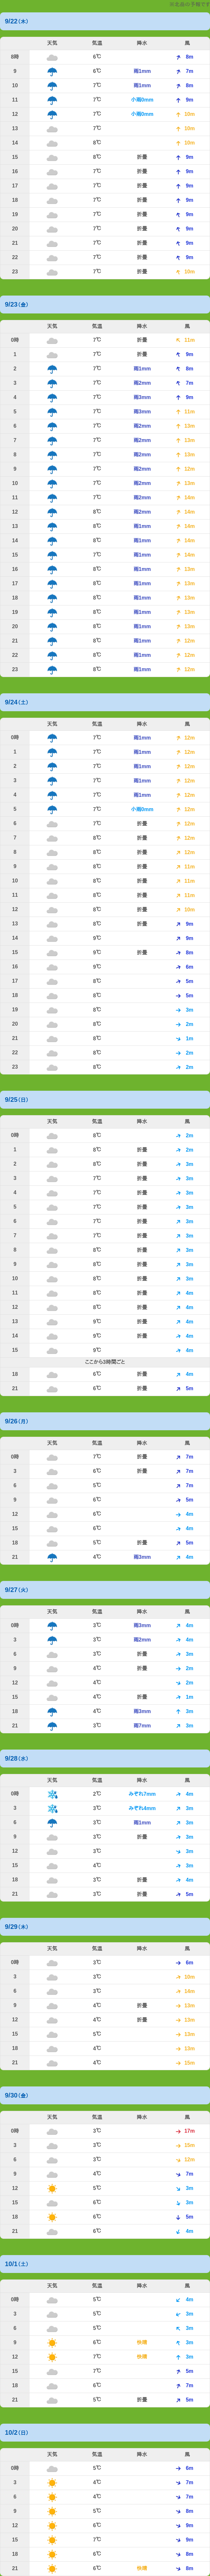 の名金の予報です
9/22(木)
天気 気温 降水 風
8時 6℃ 8m
9 6℃ 雨1mm 7m
10 7℃ 雨1mm 8m
11 7℃ 小雨0mm 9m
12 7℃ 小雨0mm 10m
13 7℃ 10m
14 8℃ 10m
15 8℃ 折畳 9m
16 7℃ 折畳 9m
17 7℃ 折畳 9m
18 7℃ 折畳 9m
19 7℃ 折畳 9m
20 7℃ 折畳 9m
21 7℃ 折畳 9m
22 7℃ 折畳 9m
23 7℃ 折畳 10m
9/23(金)
天気 気温 降水 風
0時 7℃ 折畳 11m
1 7℃ 折畳 9m
2 7℃ 雨1mm 8m
3 7℃ 雨2mm 7m
4 7℃ 雨3mm 9m
5 7℃ 雨3mm 11m
6 7℃ 雨2mm 13m
7 7℃ 雨2mm 13m
8 7℃ 雨2mm 13m
9 7℃ 雨2mm 12m
10 7℃ 雨2mm 13m
11 7℃ 雨2mm 14m
12 8℃ 雨2mm 14m
13 8℃ 雨1mm 14m
14 8℃ 雨1mm 14m
15 7℃ 雨1mm 14m
16 8℃ 雨1mm 13m
17 8℃ 雨1mm 13m
18 8℃ 雨1mm 13m
19 8℃ 雨1mm 13m
20 8℃ 雨1mm 13m
21 8℃ 雨1mm 12m
22 8℃ 雨1mm 12m
23 8℃ 雨1mm 12m
9/24(土)
天気 気温 降水 風
0時 7℃ 雨1mm 12m
1 7℃ 雨1mm 12m
2 7℃ 雨1mm 12m
3 7℃ 雨1mm 12m
4 7℃ 雨1mm 12m
5 7℃ 小雨0mm 12m
6 7℃ 折畳 12m
7 8℃ 折畳 12m
8 8℃ 折畳 12m
9 8℃ 折畳 11m
10 8℃ 折畳 11m
11 8℃ 折畳 11m
12 8℃ 折畳 10m
13 8℃ 折畳 9m
14 9℃ 9m
15 9℃ 折畳 8m
16 9℃ 6m
17 8℃ 5m
18 8℃ 5m
19 8℃ 3m
20 8℃ 2m
21 8℃ 1m
22 8℃ 2m
23 8℃ 2m
9/25(日)
天気 気温 降水 風
0時 8℃ 2m
1 8℃ 折畳 2m
2 8℃ 折畳 3m
3 7℃ 折畳 3m
4 7℃ 折畳 3m
5 7℃ 折畳 3m
6 7℃ 折畳 3m
7 7℃ 折畳 3m
8 8℃ 折畳 3m
9 8℃ 折畳 3m
10 8℃ 折畳 3m
11 8℃ 折畳 4m
12 8℃ 折畳 4m
13 9℃ 折畳 4m
14 9℃ 折畳 4m
15 9℃ 4m
ここから3時間ごと
18 6℃ 折畳 4m
21 6℃ 折畳 5m
9/26(月)
天気 気温 降水 風
0時 7℃ 折畳 7m
3 6℃ 折畳 7m
6 5℃ 7m
9 6℃ 5m
12 6℃ 4m
15 6℃ 4m
18 5℃ 折畳 5m
21 4℃ 雨3mm 4m
9/27(火)
天気 気温 降水 風
0時 3℃ 雨3mm 4m
3 3℃ 雨2mm 4m
6 3℃ 折畳 3m
9 4℃ 折畳 2m
12 4℃ 2m
15 4℃ 折畳 1m
18 4℃ 雨3mm 3m
21 3℃ 雨7mm 3m
9/28(水)
天気 気温 降水 風
0時 2℃ みぞれ7mm 4m
3 3℃ みぞれ4mm 3m
6 3℃ 雨1mm 3m
9 3℃ 折畳 3m
12 3℃ 3m
15 4℃ 3m
18 3℃ 折畳 4m
21 3℃ 折畳 5m
9/29(木)
天気 気温 降水 風
0時 3℃ 6m
3 3℃ 10m
6 3℃ 14m
9 4℃ 折畳 13m
12 4℃ 折畳 13m
15 5℃ 13m
18 4℃ 13m
21 4℃ 15m
9/30(金)
天気 気温 降水 風
0時 3℃ 17m
3 3℃ 15m
6 3℃ 12m
9 4℃ 7m
12 5℃ 3m
15 6℃ 3m
18 6℃ 5m
21 6℃ 4m
10/1(土)
天気 気温 降水 風
0時 5℃ 4m
3 5℃ 3m
6 5℃ 3m
9 6℃ 快晴 3m
12 7℃ 快晴 3m
15 7℃ 5m
18 6℃ 7m
21 5℃ 折畳 5m
10/2(日)
天気 気温 降水 風
0時 5℃ 6m
3 4℃ 7m
6 4℃ 7m
9 5℃ 8m
12 6℃ 9m
15 7℃ 9m
18 6℃ 8m
21 6℃ 快晴 8m